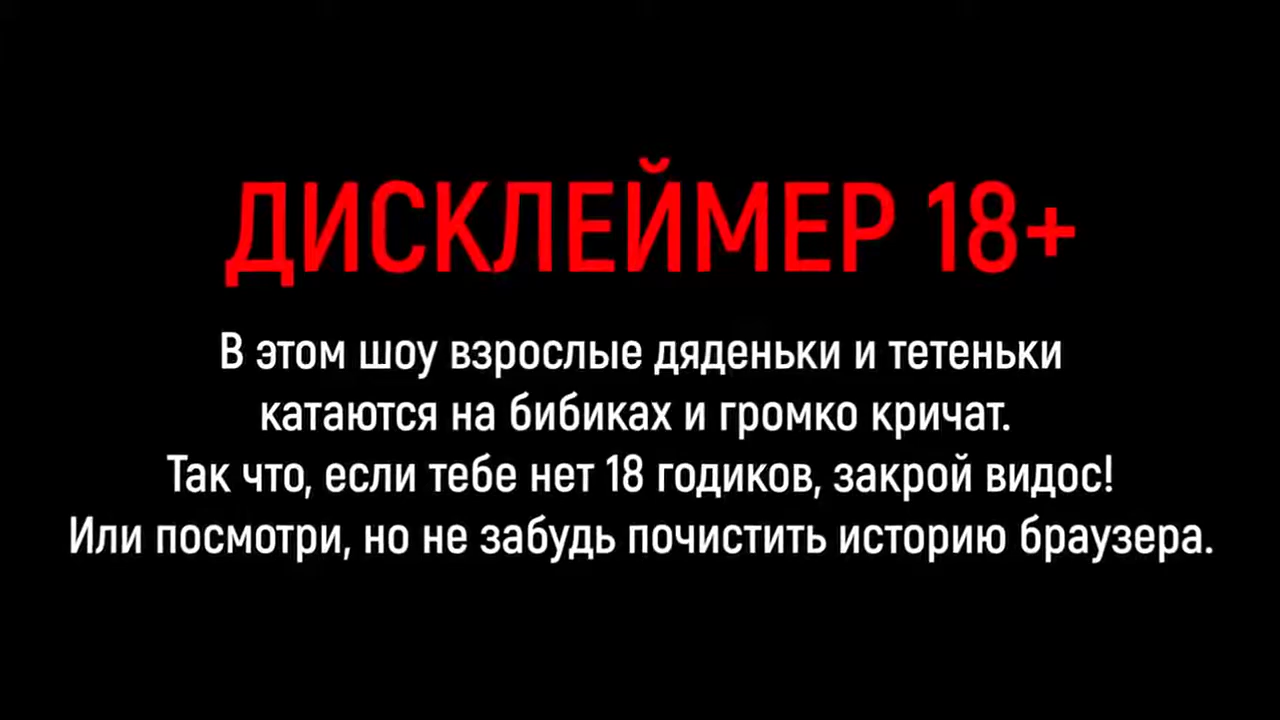 ДИСКЛЕЙМЕР 18+
В этом шоу взрослые дяденьки и тетеньки
катаются на бибиках и громко кричат.
Так что, если тебе нет 18 годиков, закрой видос!
Или посмотри, но не забудь почистить историю браузера.